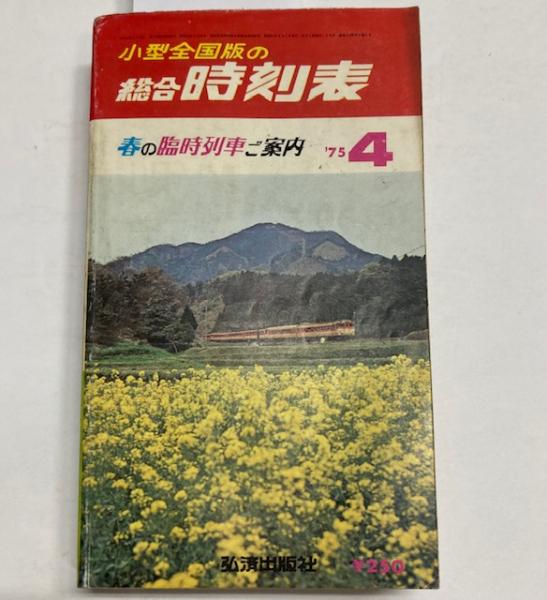 小型全国版の
総合時刻表
春の臨時列車ご案内 '75 4
弘済出版社 ¥250